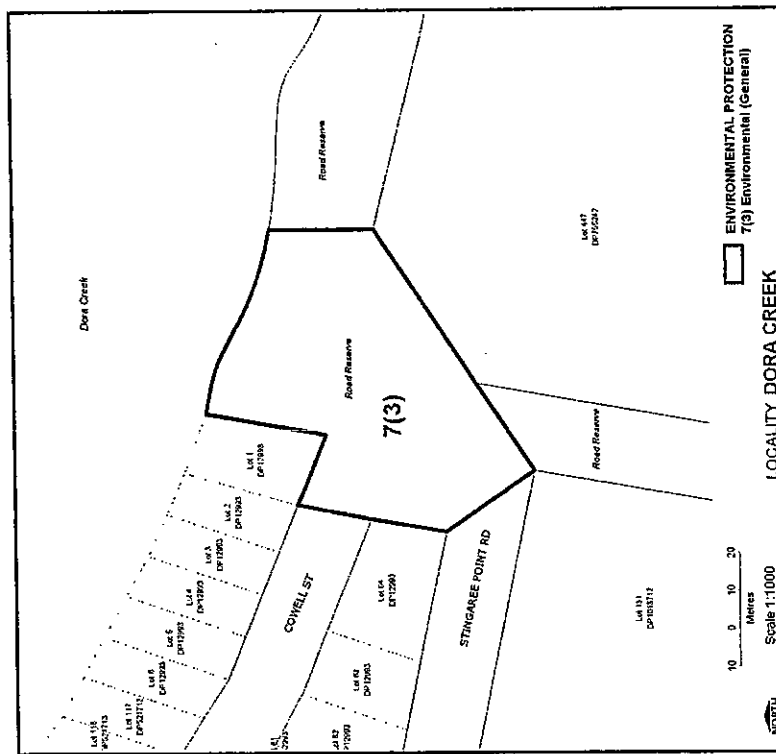 Dora Creek
Road Reserve
Road Reserve
7(3)
Lot 1
DP12993
Lot 2
DP12993
Lot 3
DP12993
Lot 4
DP12993
Lot 5
DP12993
Lot 6
DP12993
Lot 117
DP521713
COWELL ST
Lot 64
DP12993
Lot 63
DP12993
STINGAREE POINT RD
Road Reserve
Lot 447
ENVIRONMENTAL PROTECTION
7(3) Environmental (General)
10 0 10 20
Metres
Scale 1:1000
NORTH
LOCALITY DORA CREEK